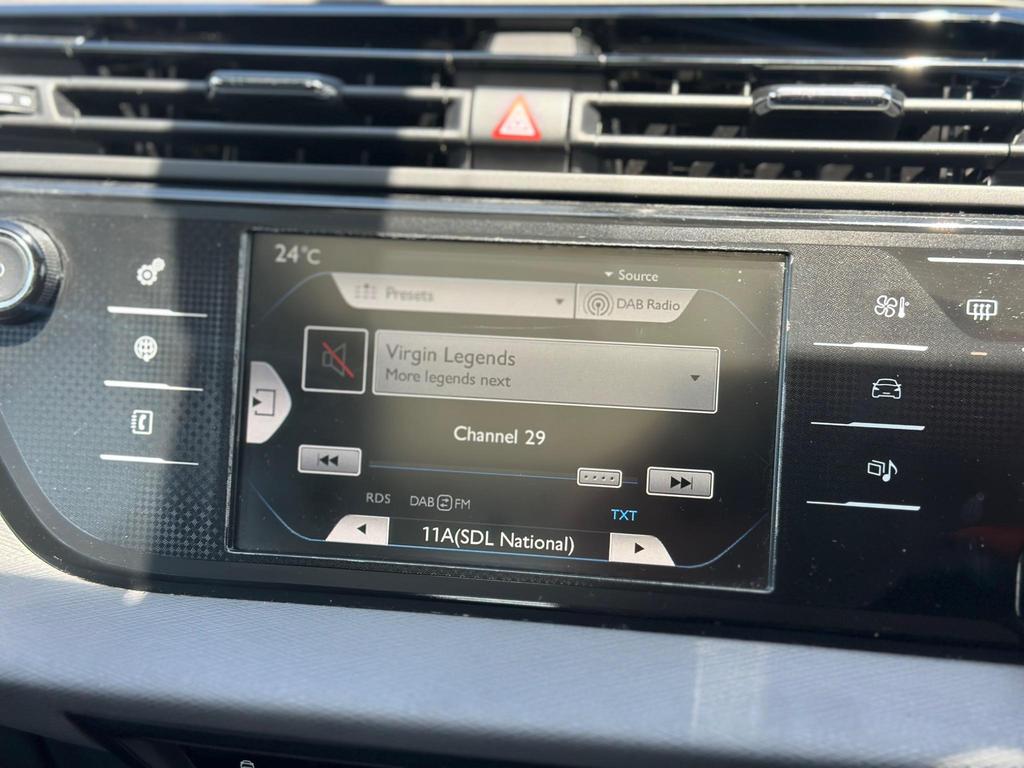 24°C
Source
Presets
DAB Radio
Virgin Legends
More legends next
Channel 29
RDS
DAB FM
TXT
11A(SDL National)